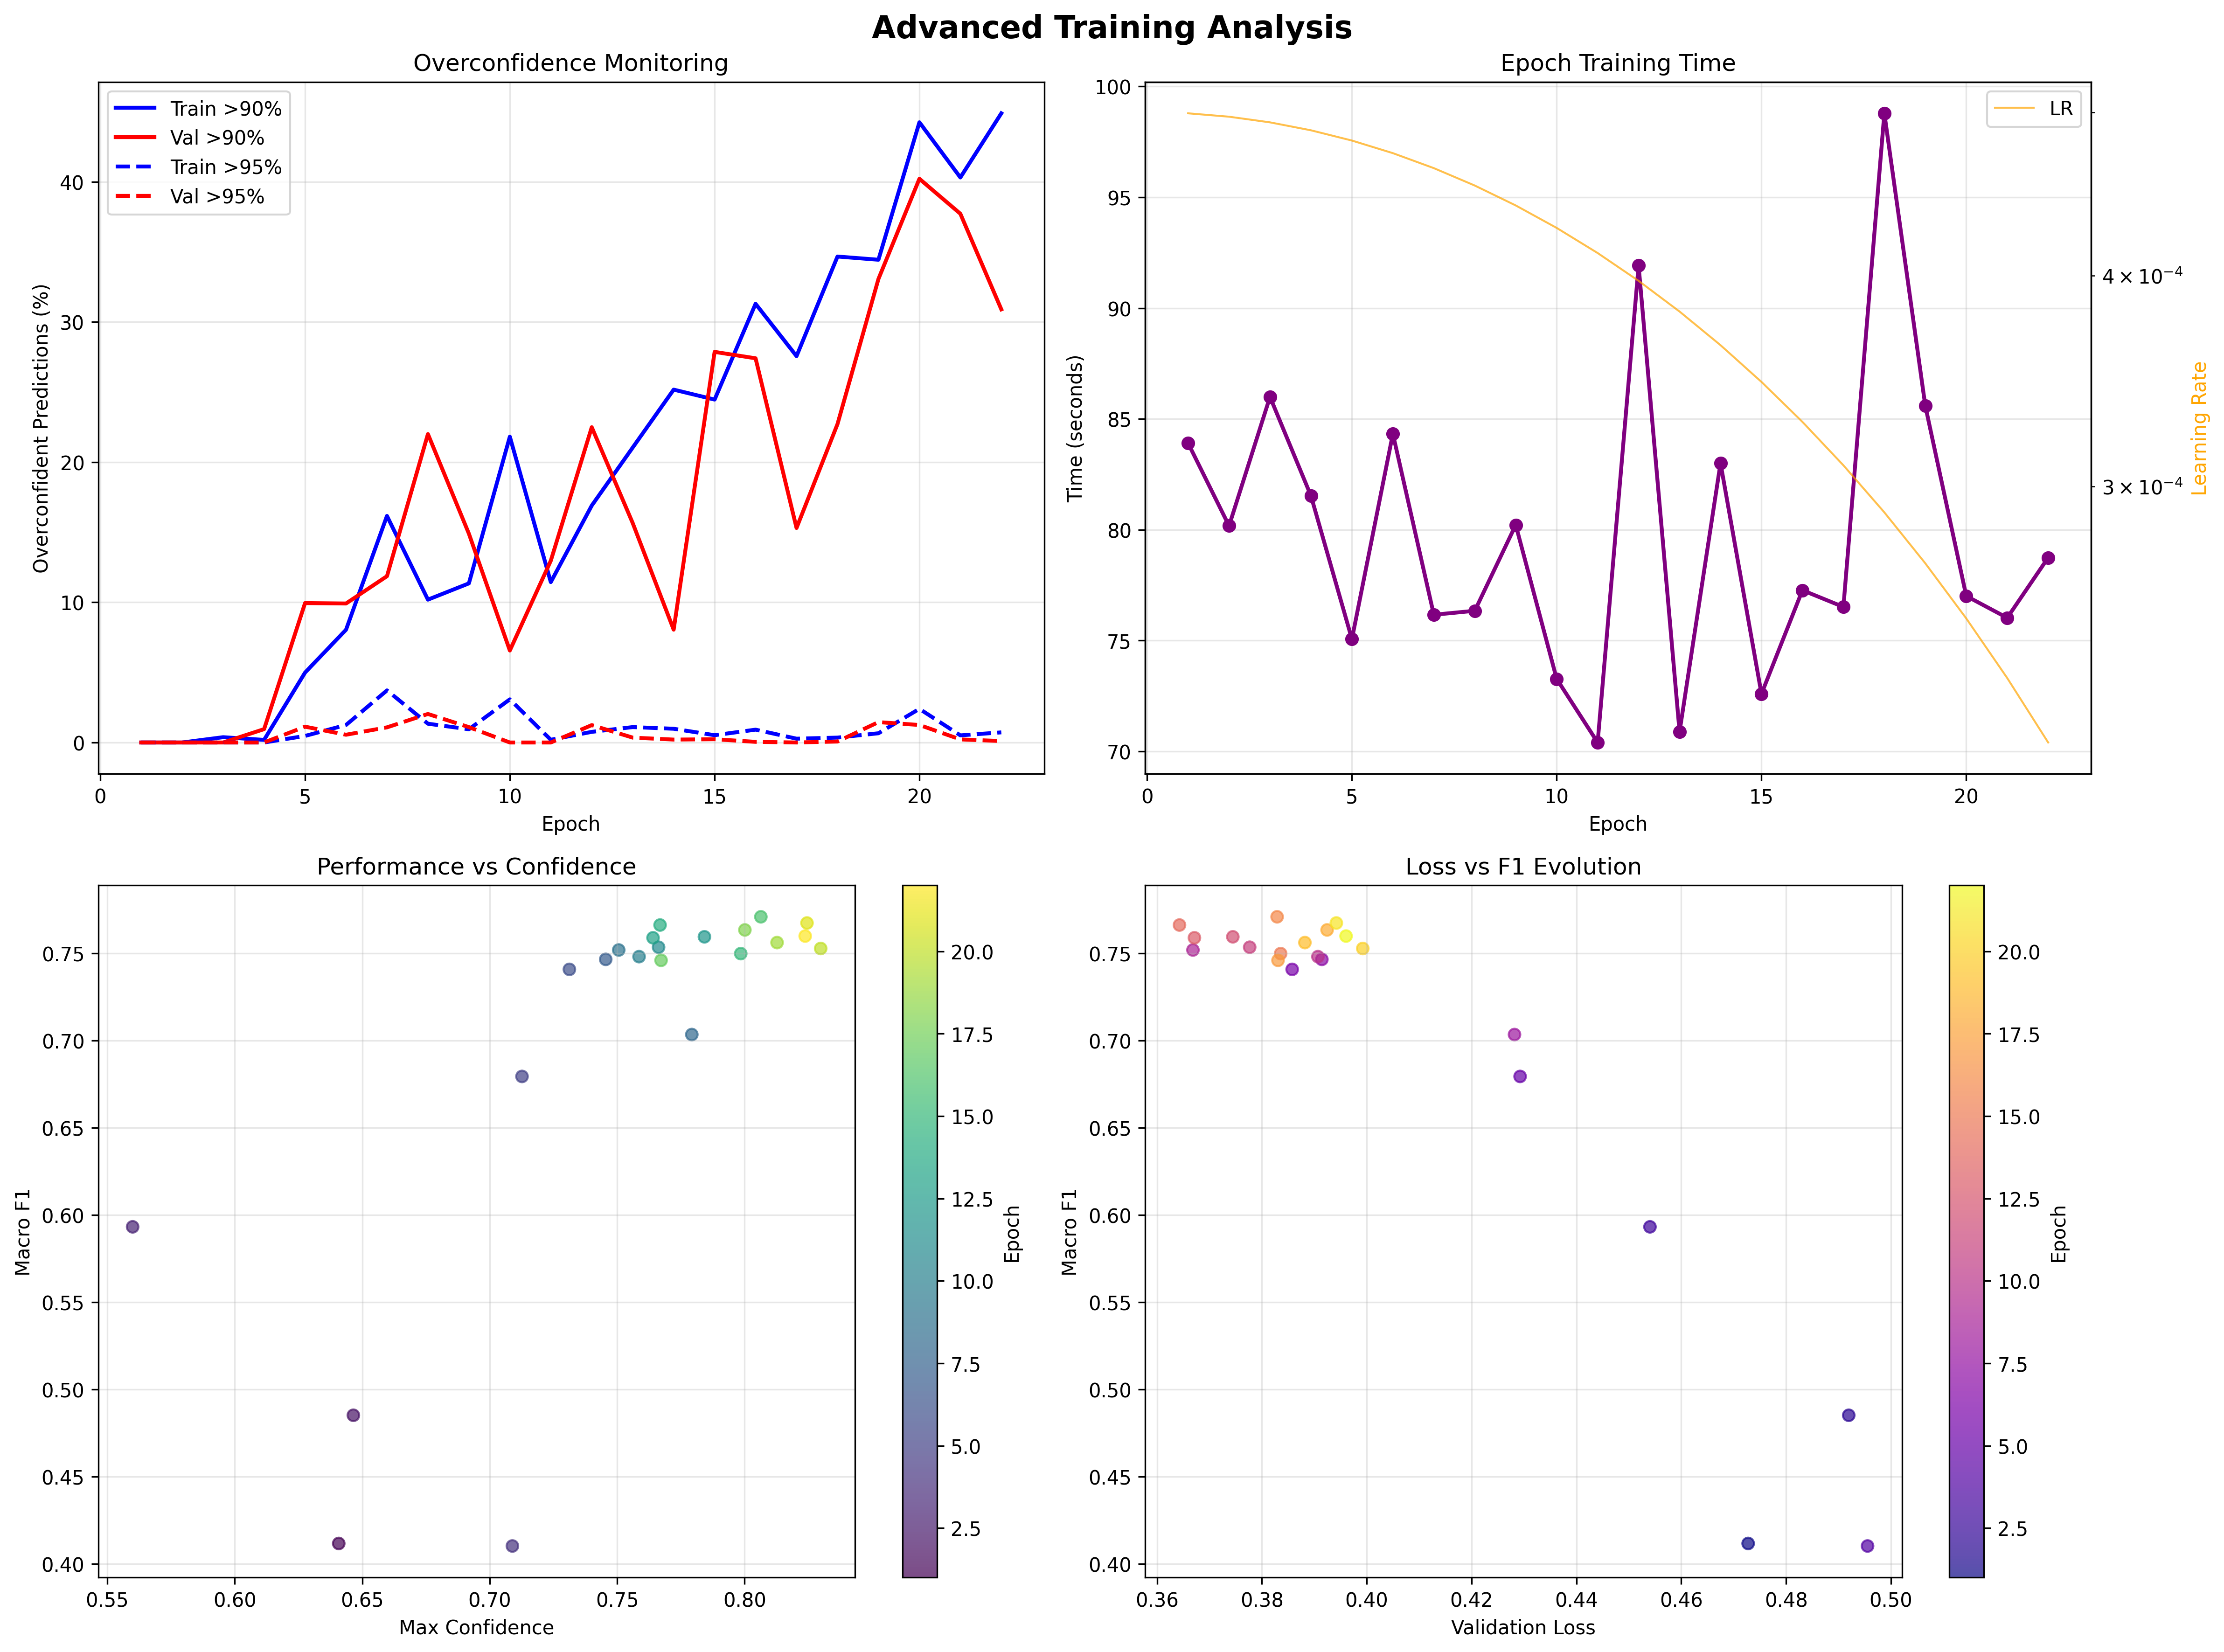 Advanced Training Analysis
Overconfidence Monitoring
Train >90%
Val >90%
Train >95%
Val >95%
Overconfident Predictions (%)
40
30
20
10
0
0 5 10 15 20
Epoch
Epoch Training Time
LR
Time (seconds)
100
95
90
85
80
75
70
0 5 10 15 20
Epoch
4 × 10⁻⁴
3 × 10⁻⁴
Learning Rate
Performance vs Confidence
Macro F1
0.75
0.70
0.65
0.60
0.55
0.50
0.45
0.40
0.55 0.60 0.65 0.70 0.75 0.80
Max Confidence
20.0
17.5
15.0
12.5
10.0
7.5
5.0
2.5
Epoch
Loss vs F1 Evolution
Macro F1
0.75
0.70
0.65
0.60
0.55
0.50
0.45
0.40
0.36 0.38 0.40 0.42 0.44 0.46 0.48 0.50
Validation Loss
20.0
17.5
15.0
12.5
10.0
7.5
5.0
2.5
Epoch